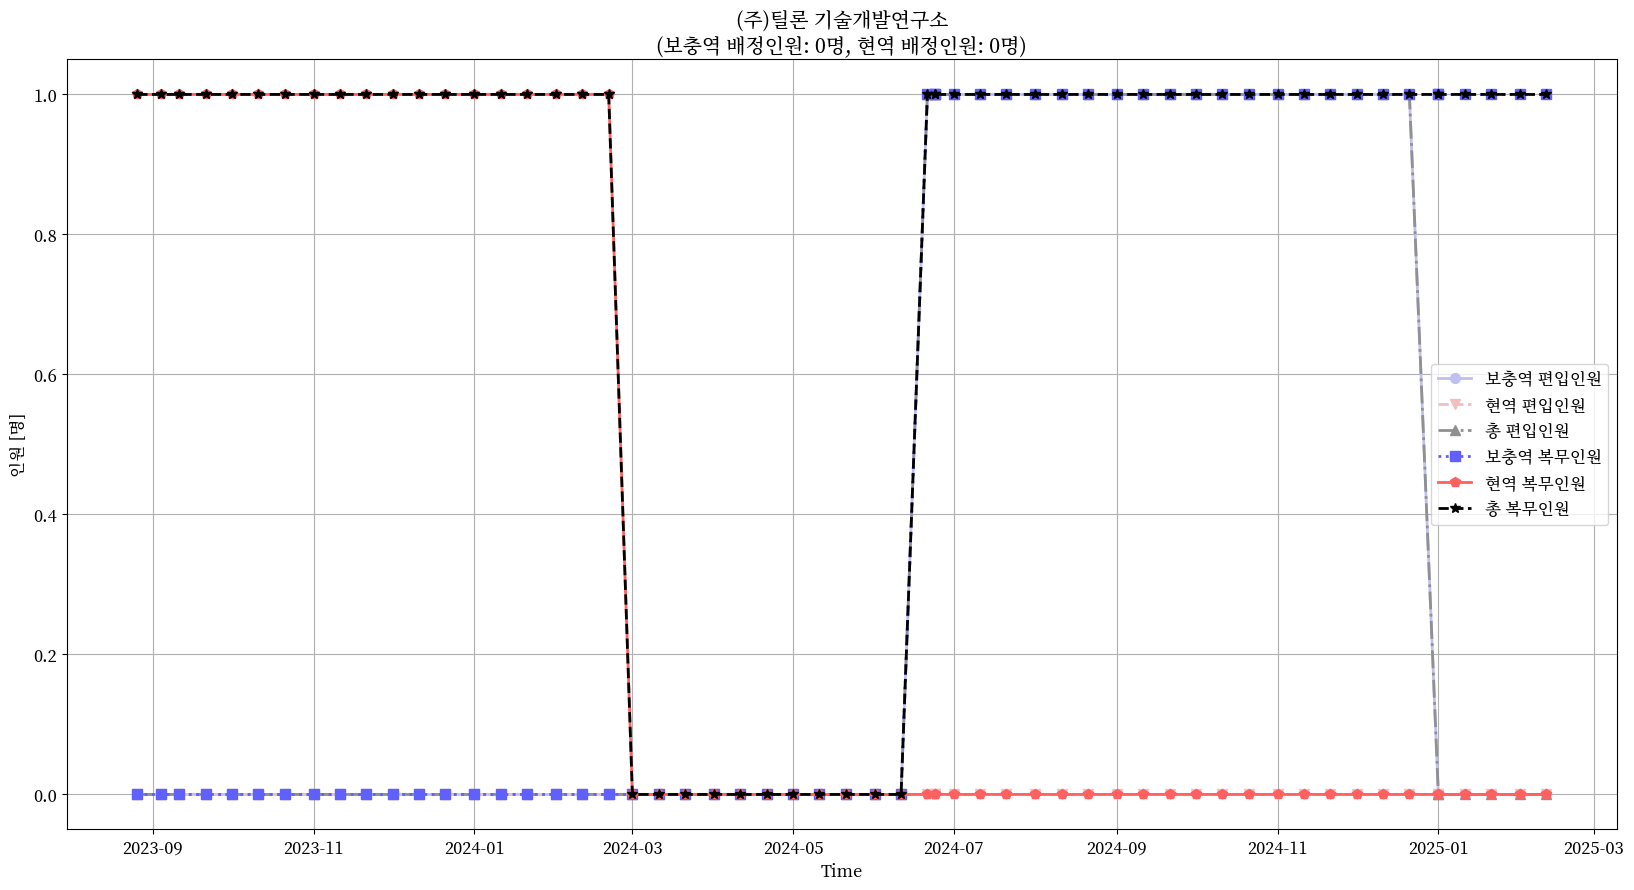 (주)틸론 기술개발연구소
(보충역 배정인원: 0명, 현역 배정인원: 0명)
인원 [명]
1.0
0.8
0.6
0.4
0.2
0.0
보충역 편입인원
현역 편입인원
총 편입인원
보충역 복무인원
현역 복무인원
총 복무인원
2023-09
2023-11
2024-01
2024-03
2024-05
2024-07
2024-09
2024-11
2025-01
2025-03
Time